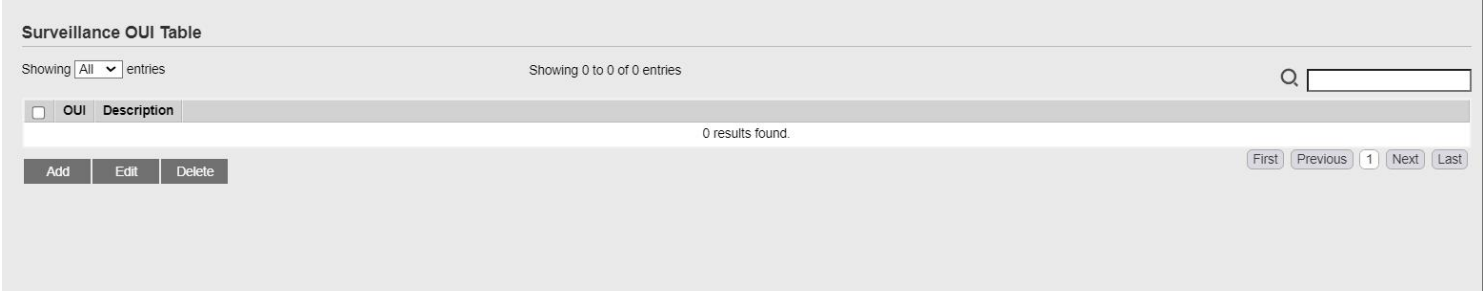 Surveillance OUI Table
Showing All entries Showing 0 to 0 of 0 entries
OUI Description
0 results found.
First Previous 1 Next Last
Add Edit Delete